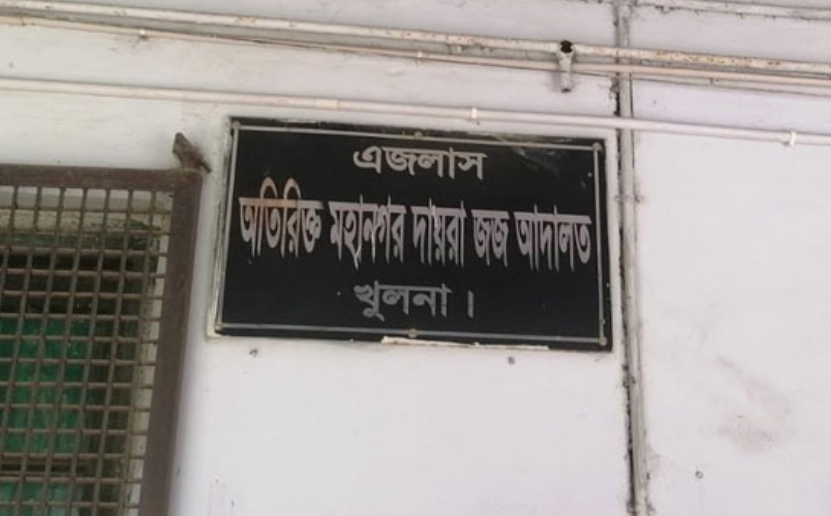 এজলাস
অতিরিক্ত মহানগর দায়রা জজ আদালত
খুলনা।